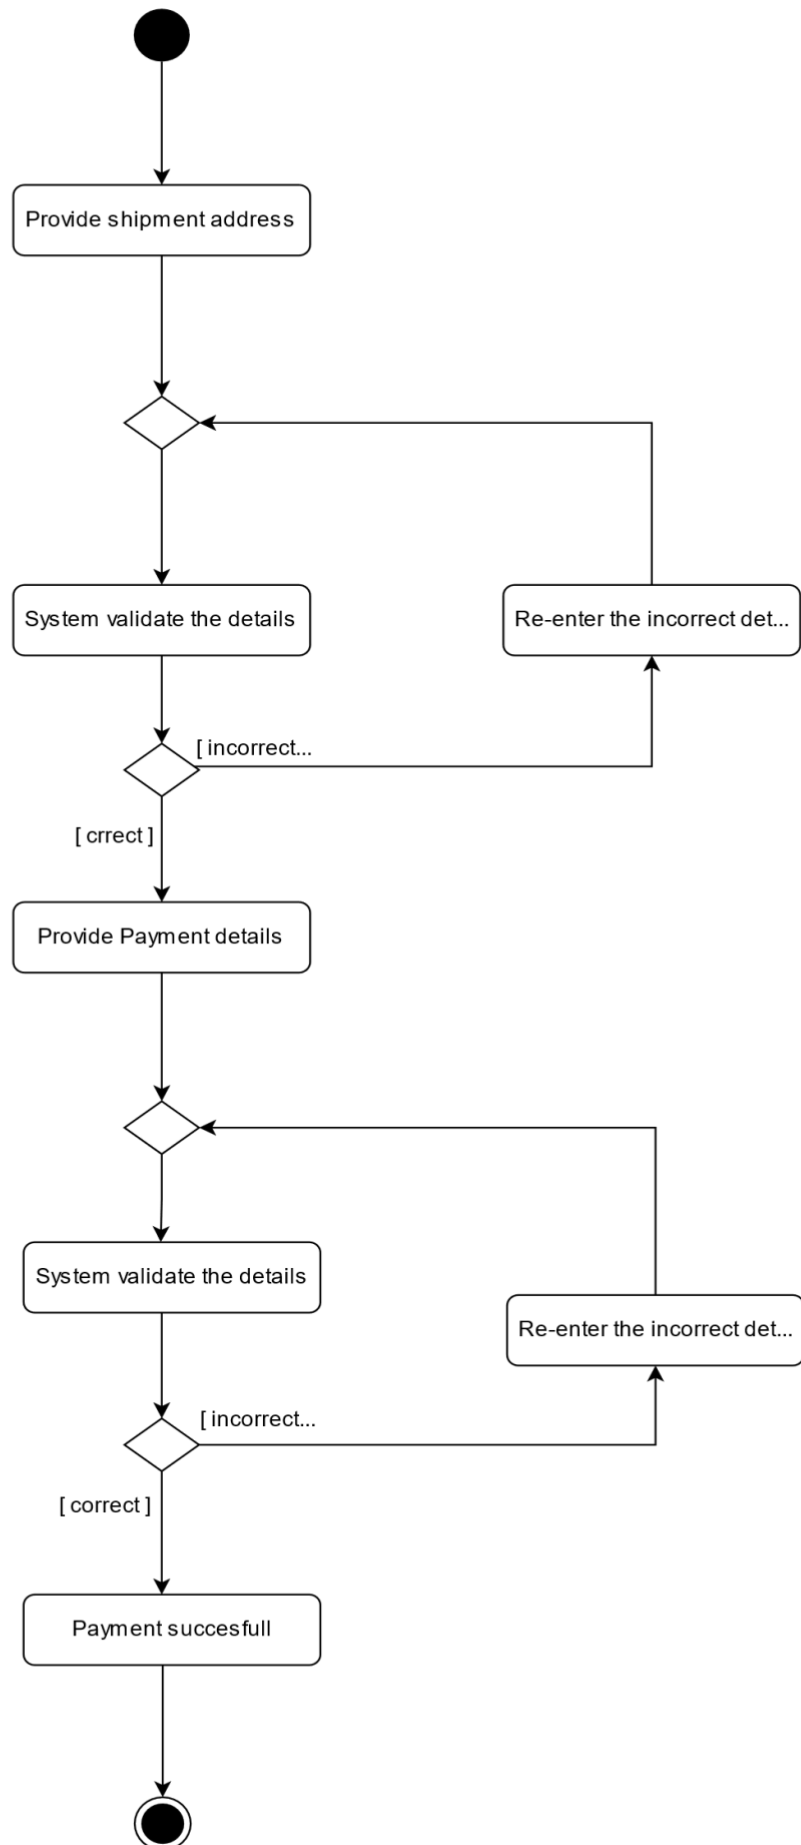 Provide shipment address
System validate the details
Re-enter the incorrect det...
[ incorrect...
[ crrect ]
Provide Payment details
System validate the details
Re-enter the incorrect det...
[ incorrect...
[ correct ]
Payment succesfull